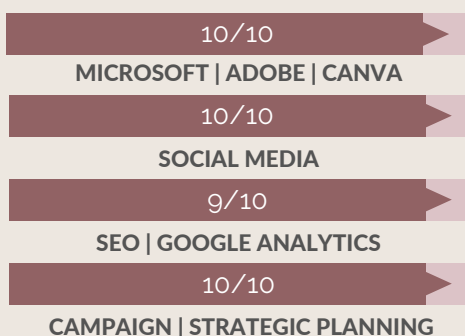 10/10
MICROSOFT | ADOBE | CANVA
10/10
SOCIAL MEDIA
9/10
SEO | GOOGLE ANALYTICS
10/10
CAMPAIGN | STRATEGIC PLANNING